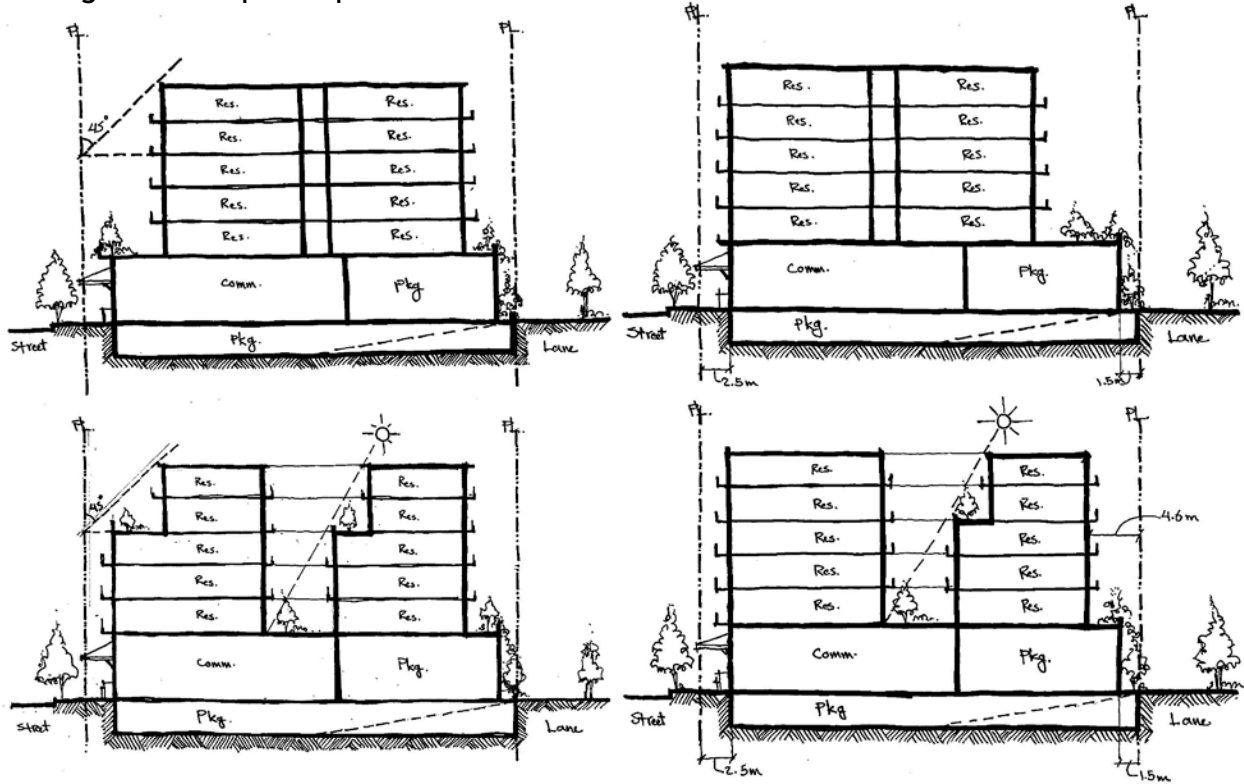 PL. PL.
Res. Res.
45°
Res. Res.
Res. Res.
Res. Res.
Res. Res.
Comm. Pkg
Street Pkg. Lane
PL. PL.
Res. Res.
Res. Res.
Res. Res.
Res. Res.
Res. Res.
Comm. Pkg.
Street Pkg. Lane
2.5m 1.5m
PL. PL.
Res. Res.
45°
Res. Res.
Res. Res.
Res. Res.
Res. Res.
Comm. Pkg.
Street Pkg. Lane
PL. PL.
Res. Res.
Res. Res.
4.6m
Res. Res.
Res. Res.
Res. Res.
Comm. Pkg.
Street Pkg Lane
2.5m 1.5m